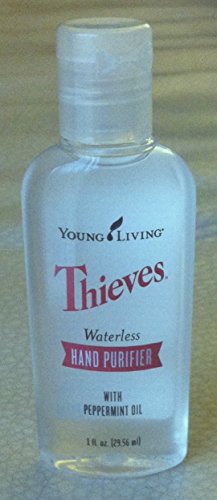 YOUNG LIVING®
Thieves®
Waterless
HAND PURIFIER
WITH
PEPPERMINT OIL
1 fl. oz. (29.56 ml)